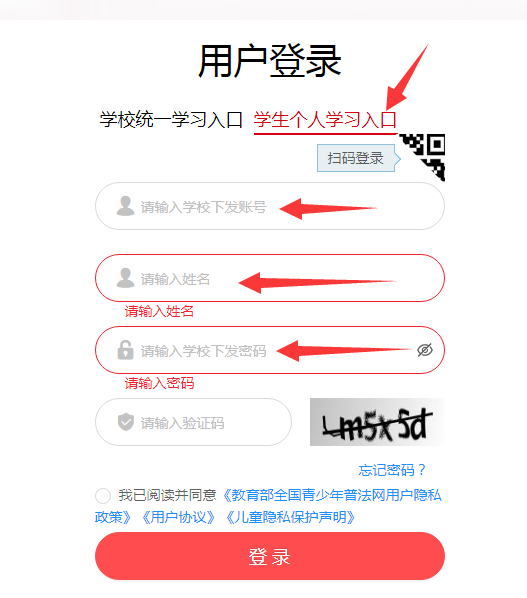 用户登录
学校统一学习入口 学生个人学习入口
扫码登录
请输入学校下发账号
请输入姓名
请输入姓名
请输入学校下发密码
请输入密码
请输入验证码 Lm5x5d
忘记密码？
我已阅读并同意《教育部全国青少年普法网用户隐私
政策》《用户协议》《儿童隐私保护声明》
登 录